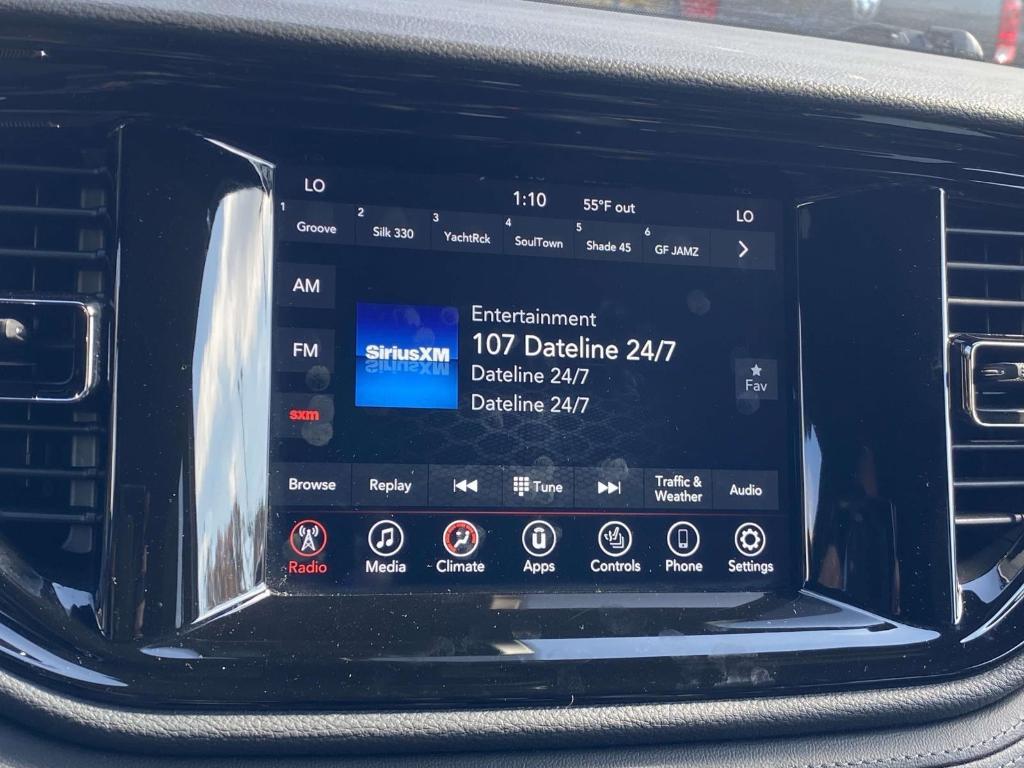 LO 1:10 55°F out LO
1 Groove 2 Silk 330 3 YachtRck 4 SoulTown 5 Shade 45 6 GF JAMZ
AM
FM
sxm
SiriusXM
Entertainment
107 Dateline 24/7
Dateline 24/7
Dateline 24/7
Fav
Browse Replay Tune Traffic & Weather Audio
Radio Media Climate Apps Controls Phone Settings